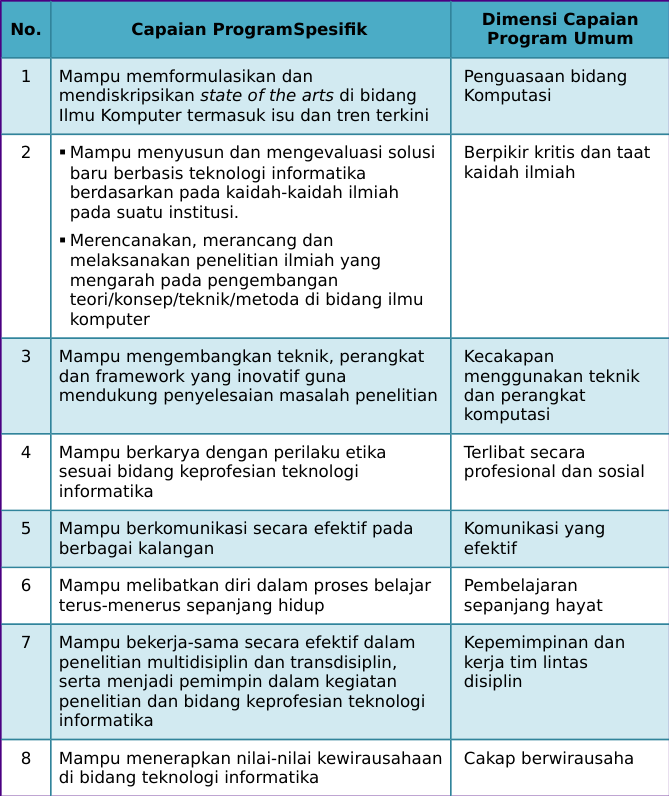 No.
Capaian ProgramSpesifik
Dimensi Capaian
Program Umum
1
Mampu memformulasikan dan
mendiskripsikan state of the arts di bidang
Ilmu Komputer termasuk isu dan tren terkini
Penguasaan bidang
Komputasi
2
▪ Mampu menyusun dan mengevaluasi solusi
baru berbasis teknologi informatika
berdasarkan pada kaidah-kaidah ilmiah
pada suatu institusi.
▪ Merencanakan, merancang dan
melaksanakan penelitian ilmiah yang
mengarah pada pengembangan
teori/konsep/teknik/metoda di bidang ilmu
komputer
Berpikir kritis dan taat
kaidah ilmiah
3
Mampu mengembangkan teknik, perangkat
dan framework yang inovatif guna
mendukung penyelesaian masalah penelitian
Kecakapan
menggunakan teknik
dan perangkat
komputasi
4
Mampu berkarya dengan perilaku etika
sesuai bidang keprofesian teknologi
informatika
Terlibat secara
profesional dan sosial
5
Mampu berkomunikasi secara efektif pada
berbagai kalangan
Komunikasi yang
efektif
6
Mampu melibatkan diri dalam proses belajar
terus-menerus sepanjang hidup
Pembelajaran
sepanjang hayat
7
Mampu bekerja-sama secara efektif dalam
penelitian multidisiplin dan transdisiplin,
serta menjadi pemimpin dalam kegiatan
penelitian dan bidang keprofesian teknologi
informatika
Kepemimpinan dan
kerja tim lintas
disiplin
8
Mampu menerapkan nilai-nilai kewirausahaan
di bidang teknologi informatika
Cakap berwirausaha